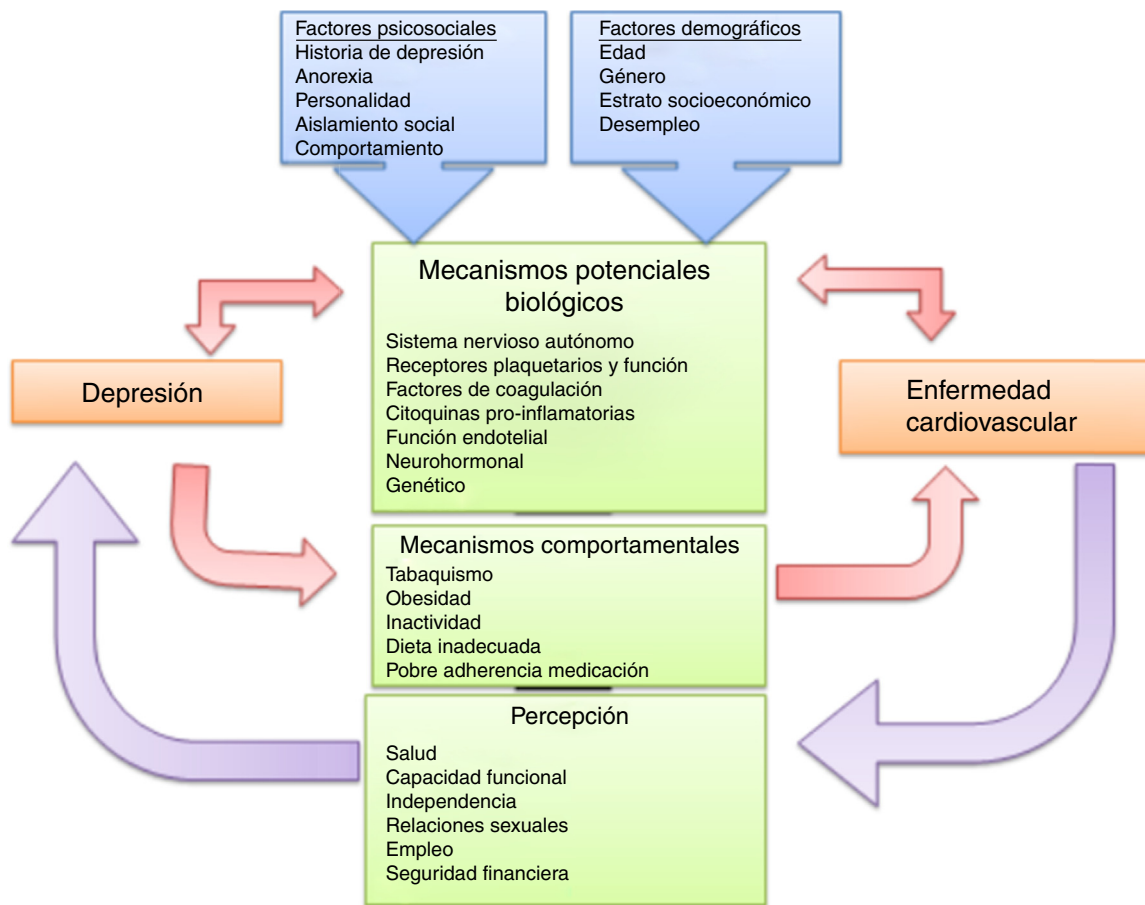 Factores psicosociales
Historia de depresión
Anorexia
Personalidad
Aislamiento social
Comportamiento
Factores demográficos
Edad
Género
Estrato socioeconómico
Desempleo
Mecanismos potenciales
biológicos
Sistema nervioso autónomo
Receptores plaquetarios y función
Factores de coagulación
Citoquinas pro-inflamatorias
Función endotelial
Neurohormonal
Genético
Depresión
Enfermedad
cardiovascular
Mecanismos comportamentales
Tabaquismo
Obesidad
Inactividad
Dieta inadecuada
Pobre adherencia medicación
Percepción
Salud
Capacidad funcional
Independencia
Relaciones sexuales
Empleo
Seguridad financiera